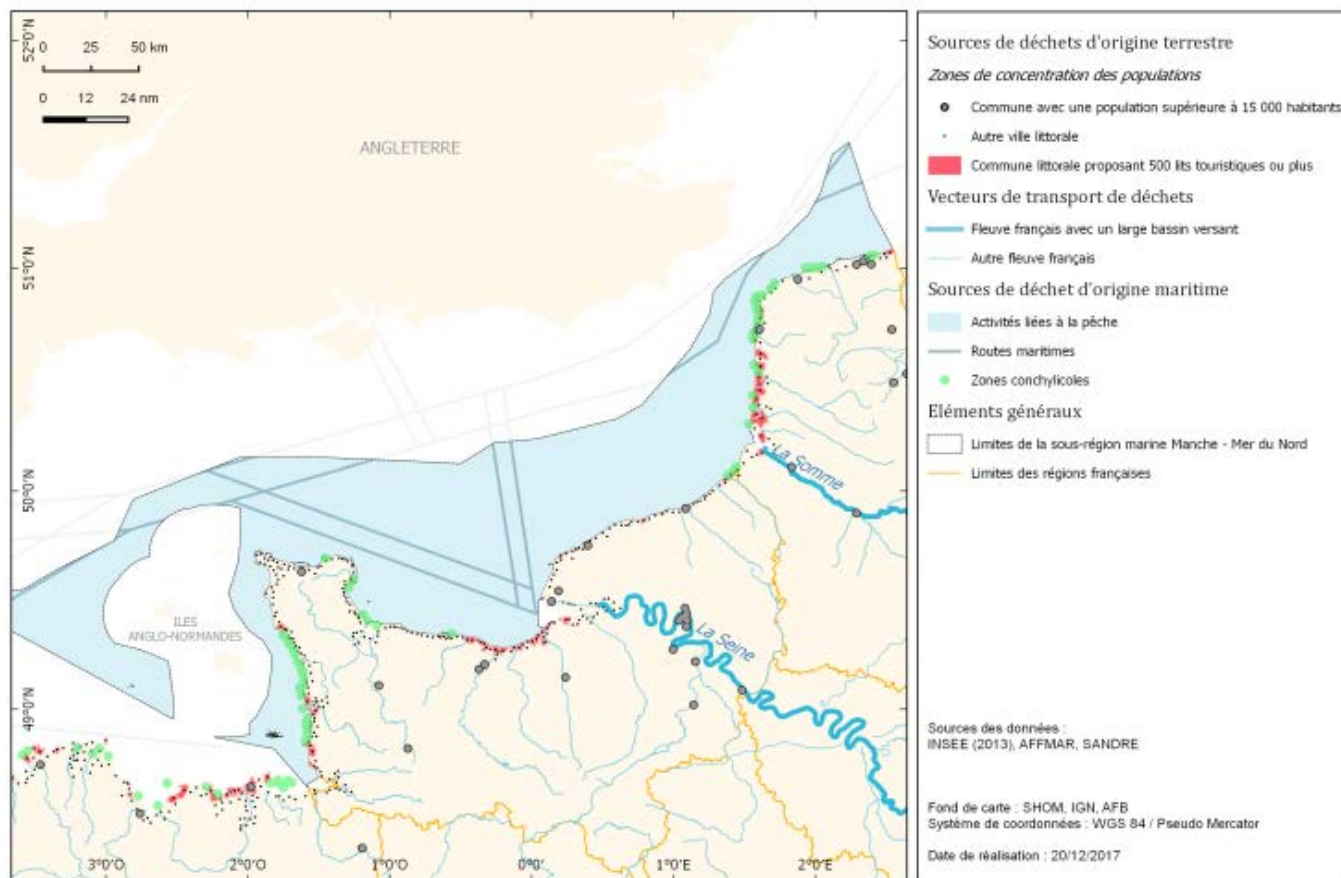 52°0'N
51°0'N
50°0'N
49°0'N
0 25 50 km
0 12 24 nm
ANGLETERRE
La Somme
ILES
ANGLO-NORMANDES
La Seine
3°0'O 2°0'O 1°0'O 0°0' 1°0'E 2°0'E
Sources de déchets d'origine terrestre
Zones de concentration des populations
Commune avec une population supérieure à 15 000 habitants
Autre ville littorale
Commune littorale proposant 500 lits touristiques ou plus
Vecteurs de transport de déchets
Fleuve français avec un large bassin versant
Autre fleuve français
Sources de déchet d'origine maritime
Activités liées à la pêche
Routes maritimes
Zones conchylicoles
Eléments généraux
Limites de la sous-région marine Manche - Mer du Nord
Limites des régions françaises
Sources des données :
INSEE (2013), AFFMAR, SANDRE
Fond de carte : SHOM, IGN, AFB
Système de coordonnées : WGS 84 / Pseudo Mercator
Date de réalisation : 20/12/2017